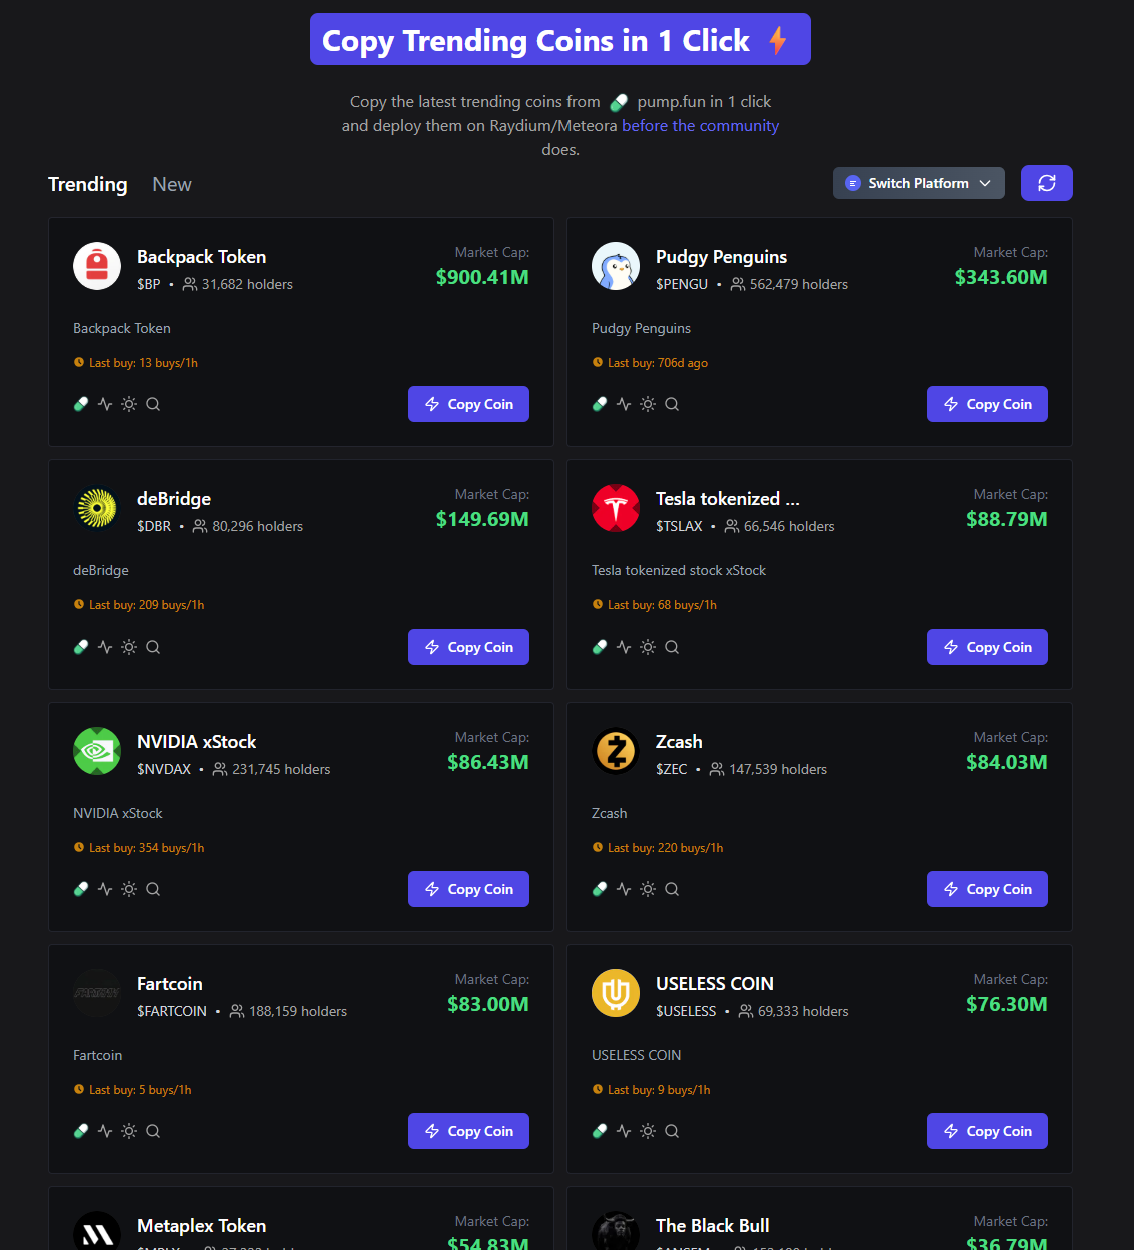 Copy Trending Coins in 1 Click
Copy the latest trending coins from pump.fun in 1 click
and deploy them on Raydium/Meteora before the community
does.
Trending New
Switch Platform
Backpack Token
$BP • 31,682 holders
Market Cap:
$900.41M
Backpack Token
Last buy: 13 buys/1h
Copy Coin
Pudgy Penguins
$PENGU • 562,479 holders
Market Cap:
$343.60M
Pudgy Penguins
Last buy: 706d ago
Copy Coin
deBridge
$DBR • 80,296 holders
Market Cap:
$149.69M
deBridge
Last buy: 209 buys/1h
Copy Coin
Tesla tokenized ...
$TSLAX • 66,546 holders
Market Cap:
$88.79M
Tesla tokenized stock xStock
Last buy: 68 buys/1h
Copy Coin
NVIDIA xStock
$NVDAX • 231,745 holders
Market Cap:
$86.43M
NVIDIA xStock
Last buy: 354 buys/1h
Copy Coin
Zcash
$ZEC • 147,539 holders
Market Cap:
$84.03M
Zcash
Last buy: 220 buys/1h
Copy Coin
Fartcoin
$FARTCOIN • 188,159 holders
Market Cap:
$83.00M
Fartcoin
Last buy: 5 buys/1h
Copy Coin
USELESS COIN
$USELESS • 69,333 holders
Market Cap:
$76.30M
USELESS COIN
Last buy: 9 buys/1h
Copy Coin
Metaplex Token
Market Cap:
$54.83M
The Black Bull
Market Cap:
$36.79M